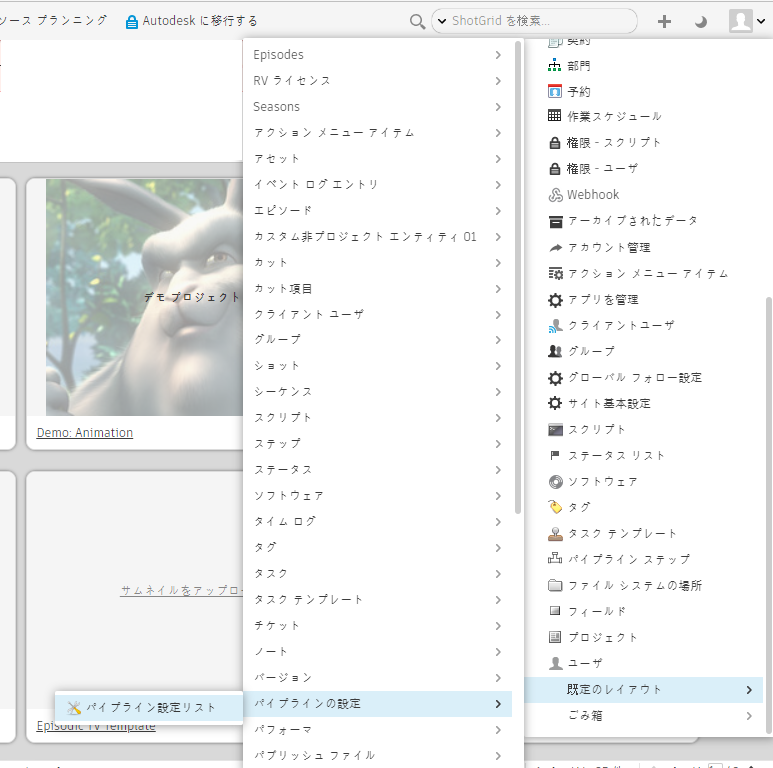 ソース プランニング
Autodesk に移行する
ShotGrid を検索...
デモ プロジェクト
Demo: Animation
サムネイルをアップロー
Episodic TV Template
パイプライン設定リスト
Episodes
RV ライセンス
Seasons
アクション メニュー アイテム
アセット
イベント ログ エントリ
エピソード
カスタム非プロジェクト エンティティ 01
カット
カット項目
クライアント ユーザ
グループ
ショット
シーケンス
スクリプト
ステップ
ステータス
ソフトウェア
タイム ログ
タグ
タスク
タスク テンプレート
チケット
ノート
バージョン
パイプラインの設定
パフォーマ
パブリッシュ ファイル
契約
部門
予約
作業スケジュール
権限 - スクリプト
権限 - ユーザ
Webhook
アーカイブされたデータ
アカウント管理
アクション メニュー アイテム
アプリを管理
クライアントユーザ
グループ
グローバル フォロー設定
サイト基本設定
スクリプト
ステータス リスト
ソフトウェア
タグ
タスク テンプレート
パイプライン ステップ
ファイル システムの場所
フィールド
プロジェクト
ユーザ
既定のレイアウト
ごみ箱